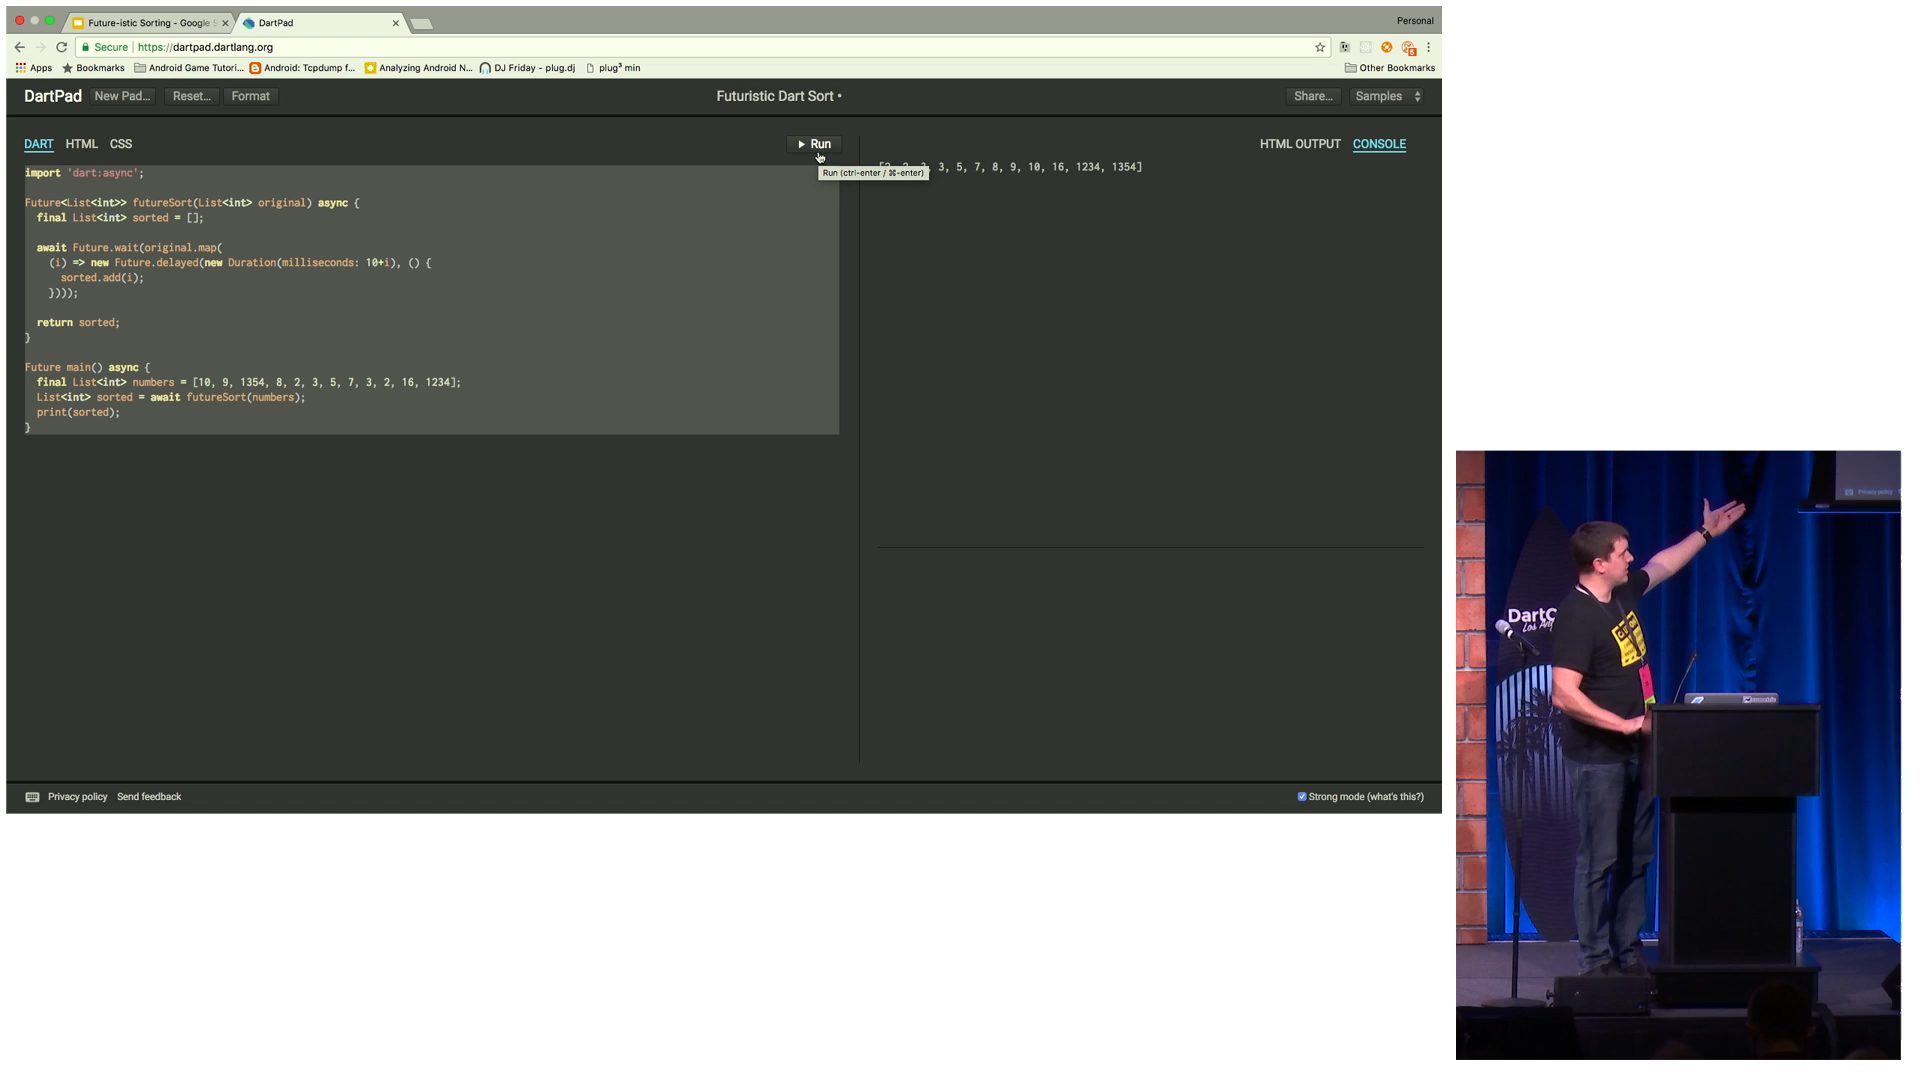 Future-istic Sorting - Google S
DartPad
Personal
Secure
https://dartpad.dartlang.org
Apps
Bookmarks
Android Game Tutori...
Android: Tcpdump f...
Analyzing Android N...
DJ Friday - plug.dj
plug³ min
Other Bookmarks
DartPad
New Pad...
Reset...
Format
Futuristic Dart Sort •
Share...
Samples
DART
HTML
CSS
Run
HTML OUTPUT
CONSOLE
Run (ctrl-enter / ⌘-enter)
3, 5, 7, 8, 9, 10, 16, 1234, 1354]
import 'dart:async';
Future<List<int>> futureSort(List<int> original) async {
final List<int> sorted = [];
await Future.wait(original.map(
(i) => new Future.delayed(new Duration(milliseconds: 10+i), () {
sorted.add(i);
})));
return sorted;
}
Future main() async {
final List<int> numbers = [10, 9, 1354, 8, 2, 3, 5, 7, 3, 2, 16, 1234];
List<int> sorted = await futureSort(numbers);
print(sorted);
}
Privacy policy
Send feedback
Strong mode (what's this?)
Privacy policy
DartC
Los Ang